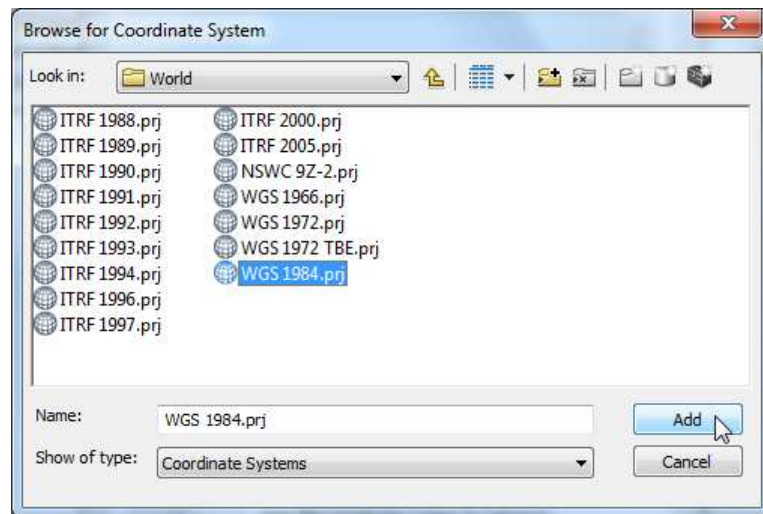 Browse for Coordinate System
Look in: World
ITRF 1988.prj
ITRF 1989.prj
ITRF 1990.prj
ITRF 1991.prj
ITRF 1992.prj
ITRF 1993.prj
ITRF 1994.prj
ITRF 1996.prj
ITRF 1997.prj
ITRF 2000.prj
ITRF 2005.prj
NSWC 9Z-2.prj
WGS 1966.prj
WGS 1972.prj
WGS 1972 TBE.prj
WGS 1984.prj
Name: WGS 1984.prj
Add
Show of type: Coordinate Systems
Cancel